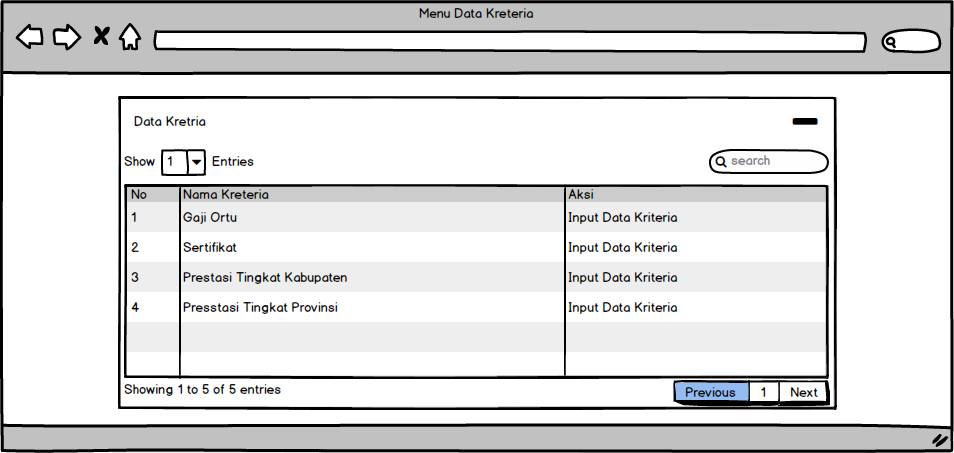 Menu Data Kreteria
Data Kretria
Show 1 Entries search
No Nama Kreteria Aksi
1 Gaji Ortu Input Data Kriteria
2 Sertifikat Input Data Kriteria
3 Prestasi Tingkat Kabupaten Input Data Kriteria
4 Presstasi Tingkat Provinsi Input Data Kriteria
Showing 1 to 5 of 5 entries Previous 1 Next